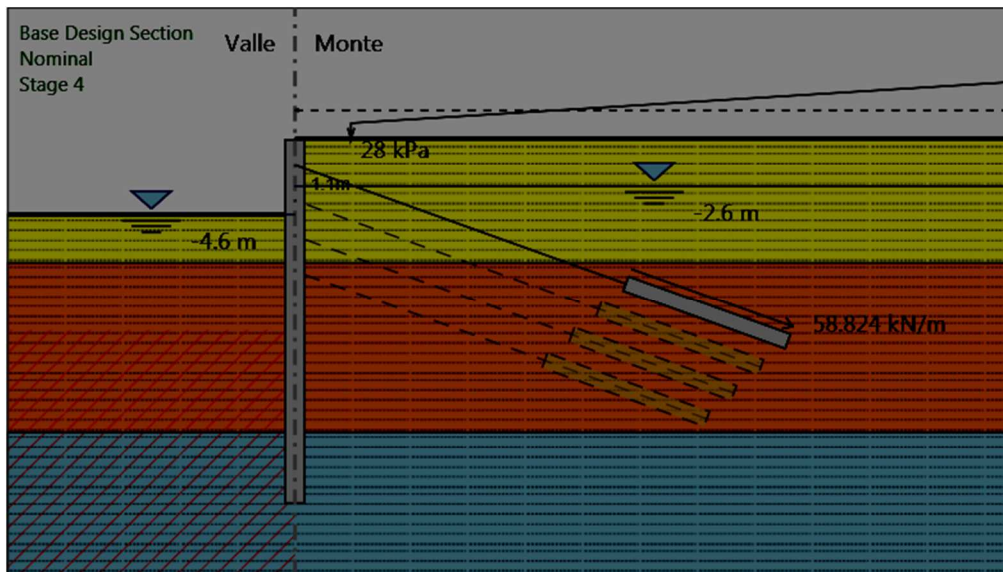 Base Design Section
Nominal
Stage 4
Valle
Monte
28 kPa
1.1m
-2.6 m
-4.6 m
58.824 kN/m